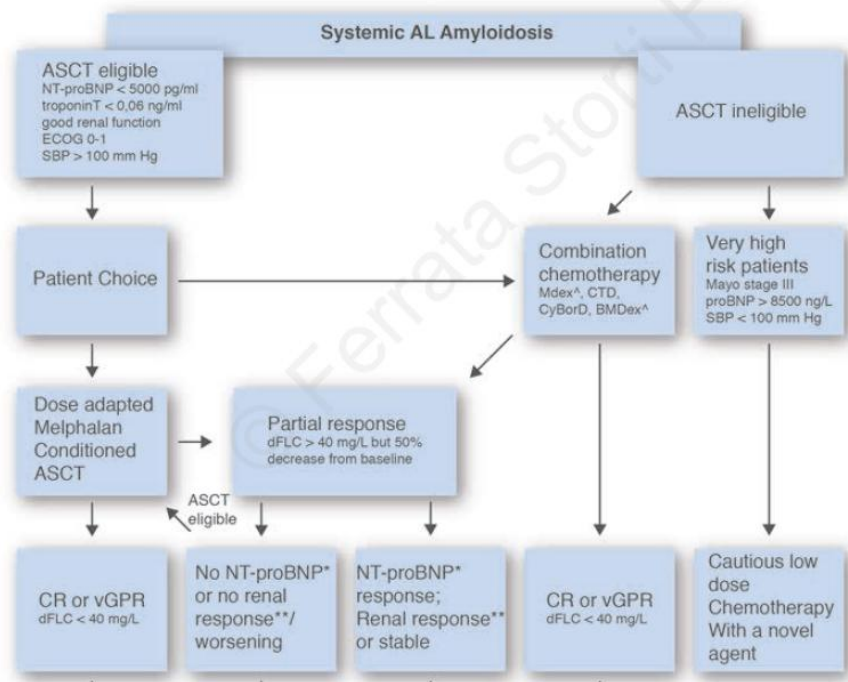 Systemic AL Amyloidosis
ASCT eligible
NT-proBNP < 5000 pg/ml
troponinT < 0,06 ng/ml
good renal function
ECOG 0-1
SBP > 100 mm Hg
ASCT ineligible
Patient Choice
Combination
chemotherapy
Mdex^, CTD,
CyBorD, BMDex^
Very high
risk patients
Mayo stage III
proBNP > 8500 ng/L
SBP < 100 mm Hg
Dose adapted
Melphalan
Conditioned
ASCT
Partial response
dFLC > 40 mg/L but 50%
decrease from baseline
ASCT
eligible
CR or vGPR
dFLC < 40 mg/L
No NT-proBNP*
or no renal
response**/
worsening
NT-proBNP*
response;
Renal response**
or stable
CR or vGPR
dFLC < 40 mg/L
Cautious low
dose
Chemotherapy
With a novel
agent
© Ferrata Storti